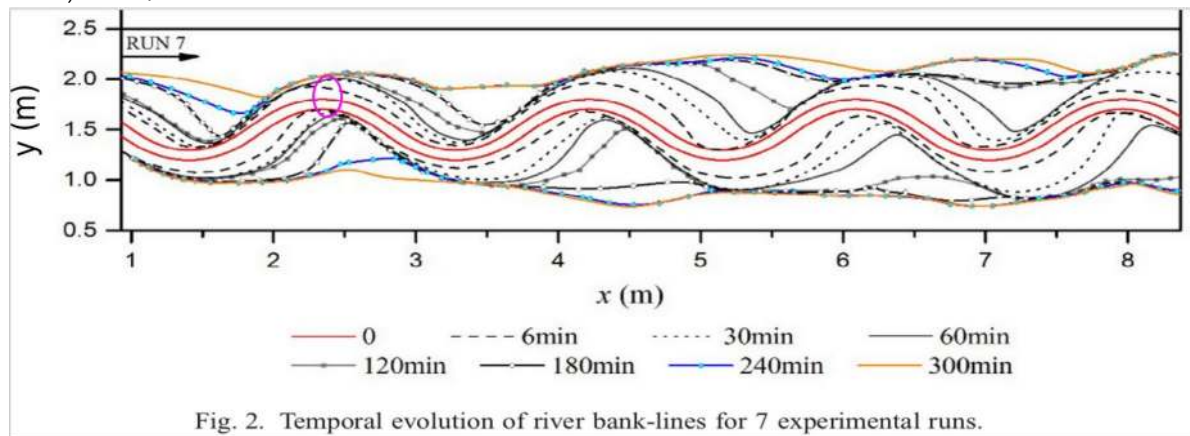 2.5
RUN 7
2.0
1.5
1.0
0.5
y (m)
1 2 3 4 5 6 7 8
x (m)
0 6min 30min 60min
120min 180min 240min 300min
Fig. 2. Temporal evolution of river bank-lines for 7 experimental runs.